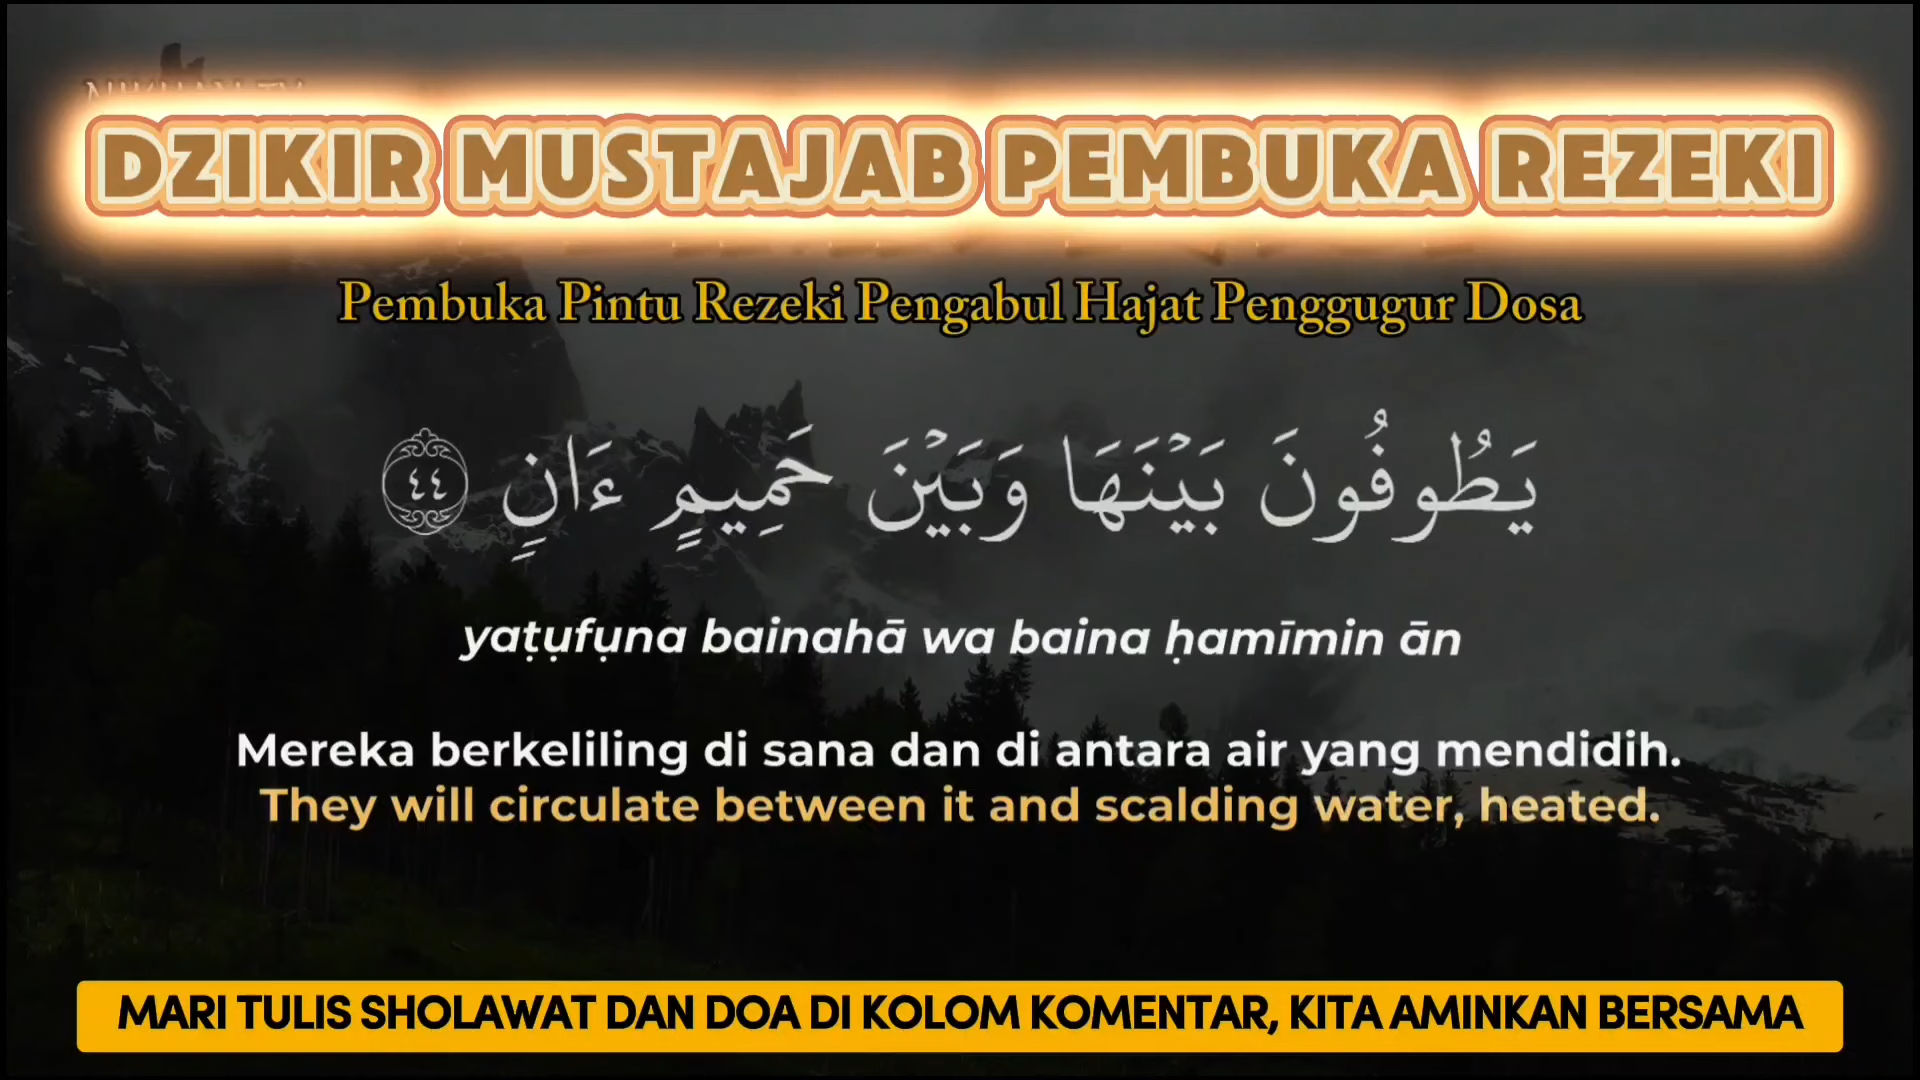 DZIKIR MUSTAJAB PEMBUKA REZEKI
Pembuka Pintu Rezeki Pengabul Hajat Penggugur Dosa
يَطُوفُونَ بَيْنَهَا وَبَيْنَ حَمِيمٍ ءَانٍ ٤٤
yaṭụfụna bainahā wa baina ḥamīmin ān
Mereka berkeliling di sana dan di antara air yang mendidih.
They will circulate between it and scalding water, heated.
MARI TULIS SHOLAWAT DAN DOA DI KOLOM KOMENTAR, KITA AMINKAN BERSAMA